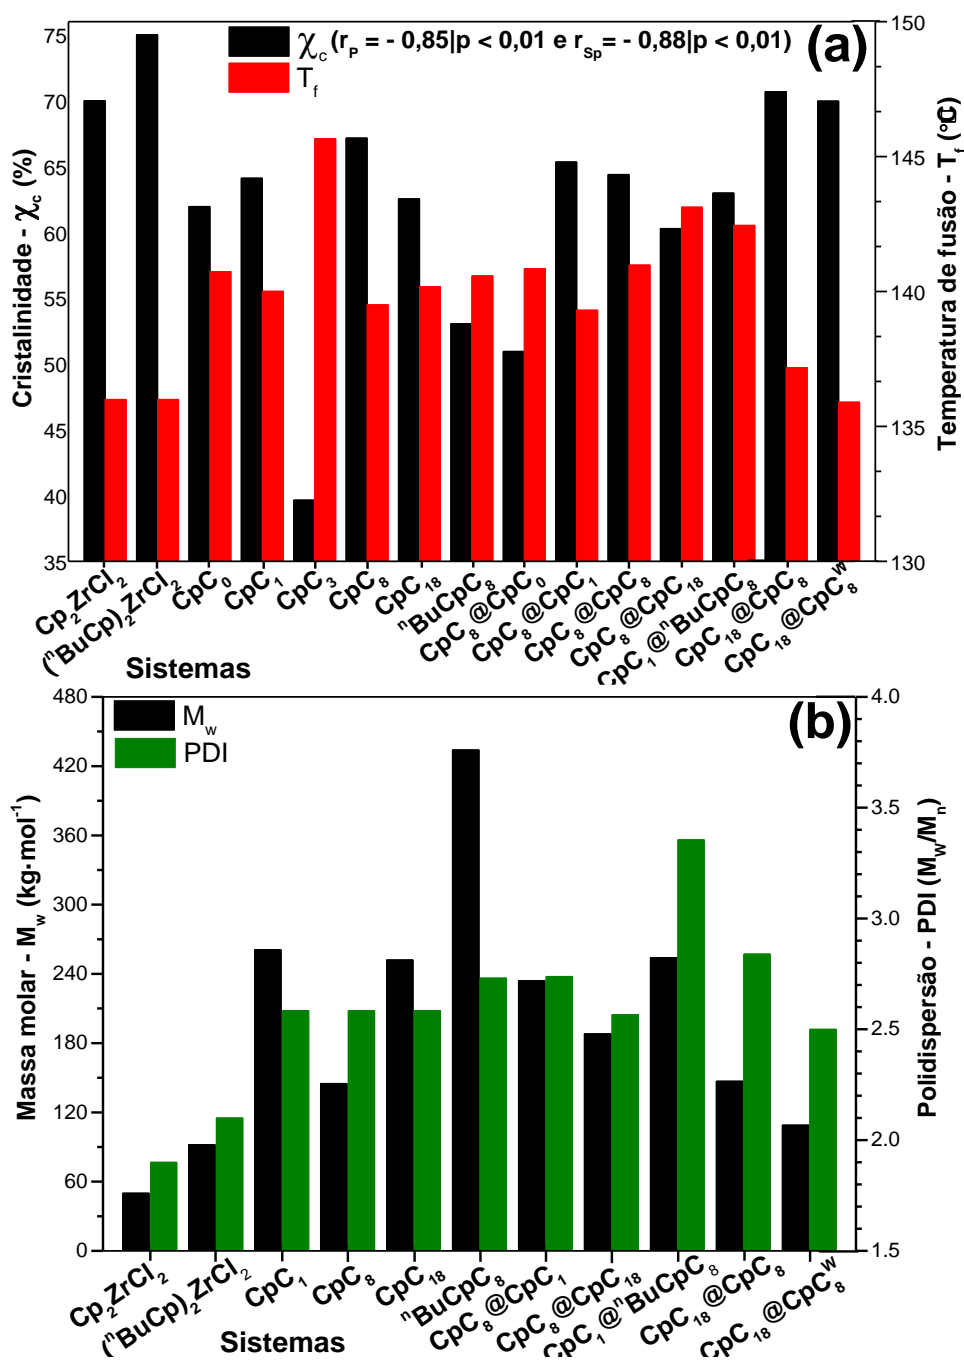 χc (rP = - 0,85|p < 0,01 e rSp= - 0,88|p < 0,01)
Tf
(a)
Cristalinidade - χc (%)
75
70
65
60
55
50
45
40
35
Temperatura de fusão - Tf (°C)
150
145
140
135
130
Cp2ZrCl2
(nBuCp)2ZrCl2
CpC0
CpC1
CpC3
CpC8
CpC18
nBuCpC8
CpC8@CpC0
CpC8@CpC1
CpC8@CpC8
CpC8@CpC18
CpC1@nBuCpC8
CpC18@CpC8
CpC18@CpC8W
Sistemas
Mw
PDI
(b)
Massa molar - Mw (kg·mol-1)
480
420
360
300
240
180
120
60
0
Polidispersão - PDI (Mw/Mn)
4.0
3.5
3.0
2.5
2.0
1.5
Cp2ZrCl2
(nBuCp)2ZrCl2
CpC1
CpC8
CpC18
nBuCpC8
CpC8@CpC1
CpC8@CpC18
CpC1@nBuCpC8
CpC18@CpC8
CpC18@CpC8W
Sistemas